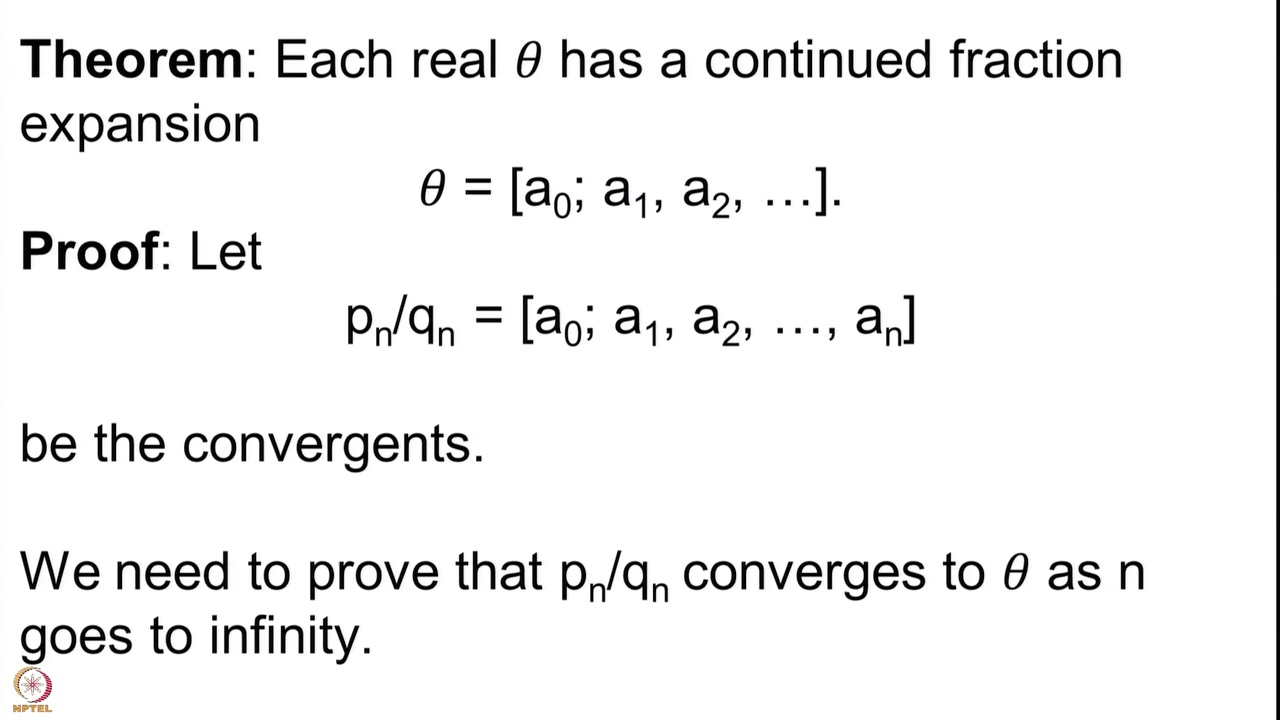 Theorem: Each real θ has a continued fraction
expansion
θ = [a₀; a₁, a₂, …].
Proof: Let
pₙ/qₙ = [a₀; a₁, a₂, …, aₙ]
be the convergents.
We need to prove that pₙ/qₙ converges to θ as n
goes to infinity.
NPTEL